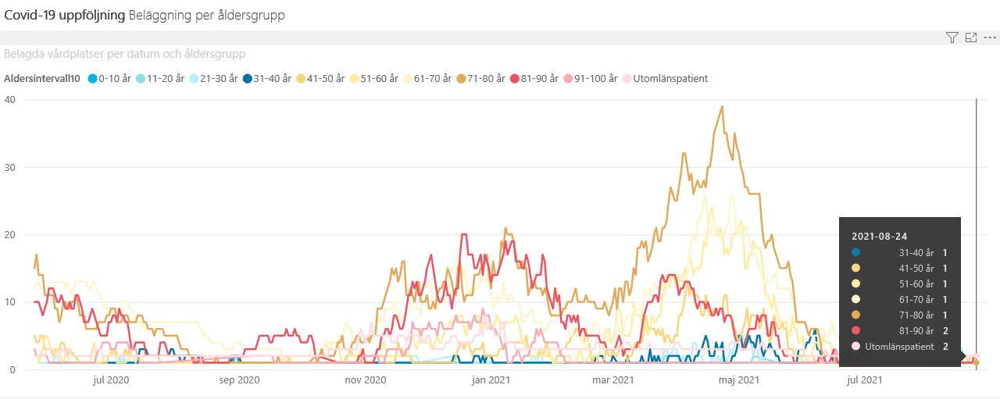 Covid-19 uppföljning Beläggning per åldersgrupp
Belagda vårdplatser per datum och åldersgrupp
Aldersintervall10 0-10 år 11-20 år 21-30 år 31-40 år 41-50 år 51-60 år 61-70 år 71-80 år 81-90 år 91-100 år Utomlänspatient
40
30
20
10
0
2021-08-24
31-40 år 1
41-50 år 1
51-60 år 1
61-70 år 1
71-80 år 1
81-90 år 2
Utomlänspatient 2
jul 2020 sep 2020 nov 2020 jan 2021 mar 2021 maj 2021 jul 2021